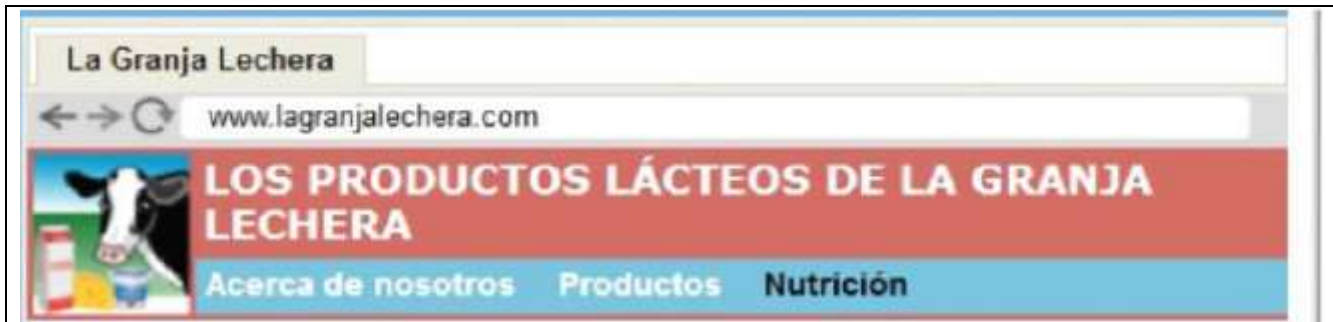 La Granja Lechera
www.lagranjalechera.com
LOS PRODUCTOS LÁCTEOS DE LA GRANJA
LECHERA
Acerca de nosotros Productos Nutrición